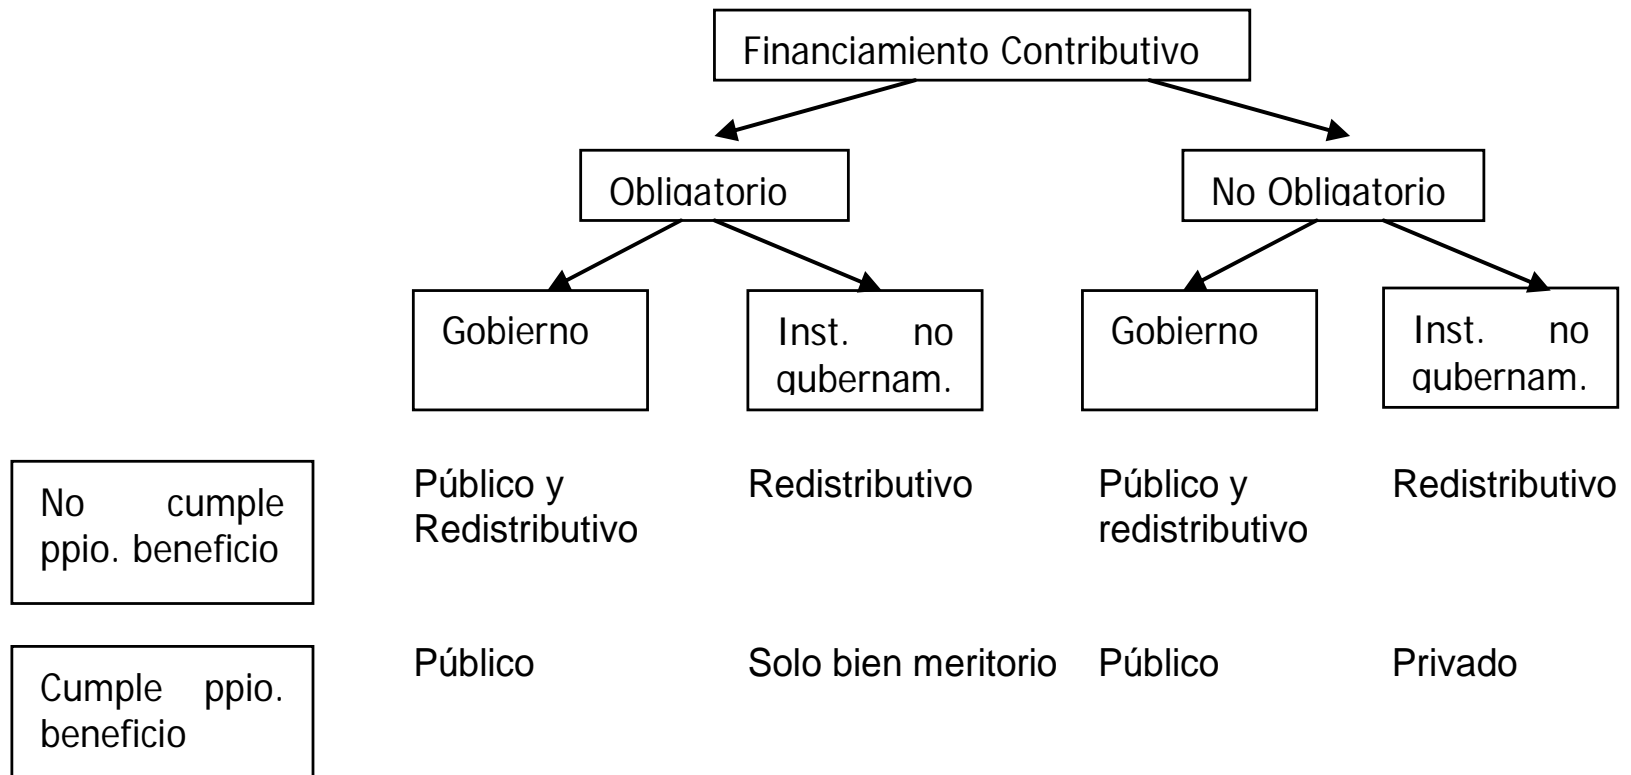 Financiamiento Contributivo
Obligatorio
No Obligatorio
Gobierno
Inst. no
gubernam.
Gobierno
Inst. no
gubernam.
No cumple
ppio. beneficio
Público y
Redistributivo
Redistributivo
Público y
redistributivo
Redistributivo
Cumple ppio.
beneficio
Público
Solo bien meritorio
Público
Privado